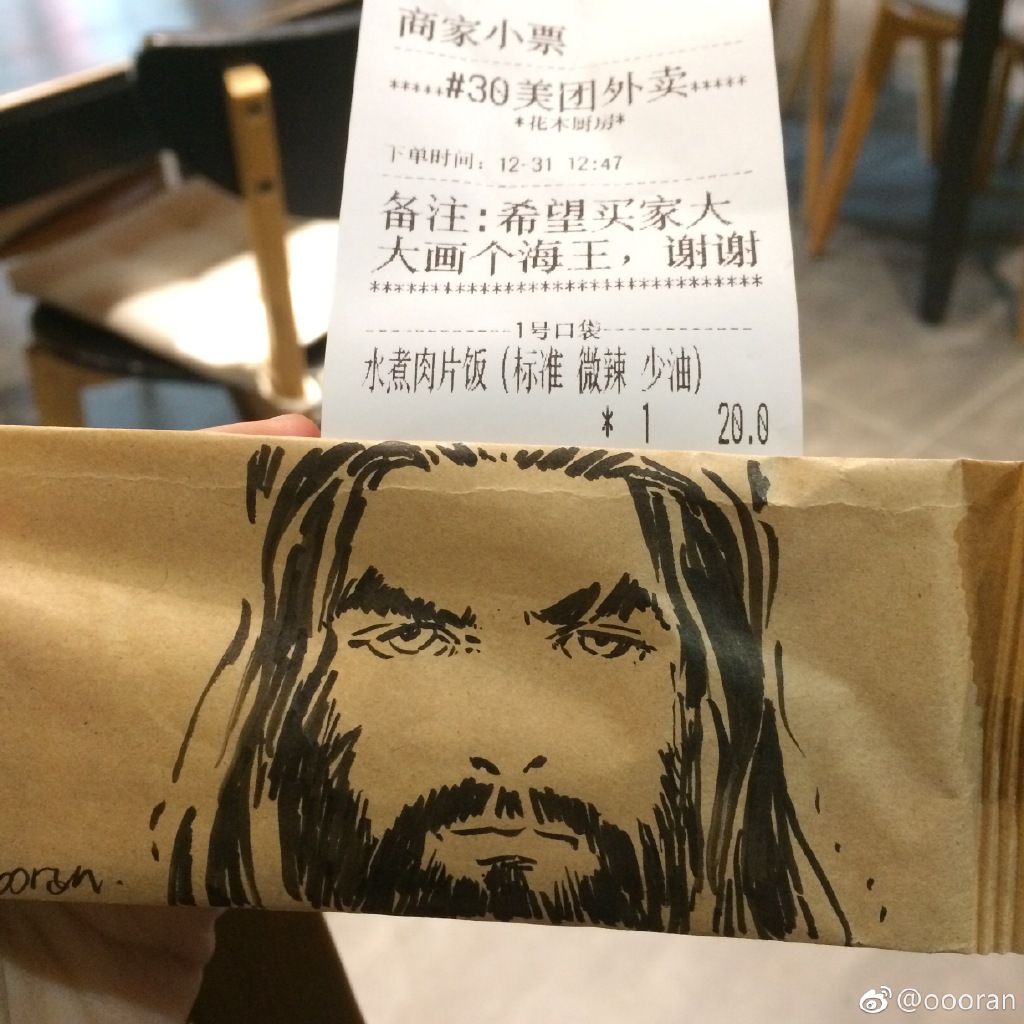 商家小票
*****#30美团外卖*****
*花木厨房*
下单时间：12-31 12:47
备注：希望买家大
大画个海王，谢谢
********************************
1号口袋
水煮肉片饭（标准 微辣 少油）
* 1 20.0
ooran.
@oooran